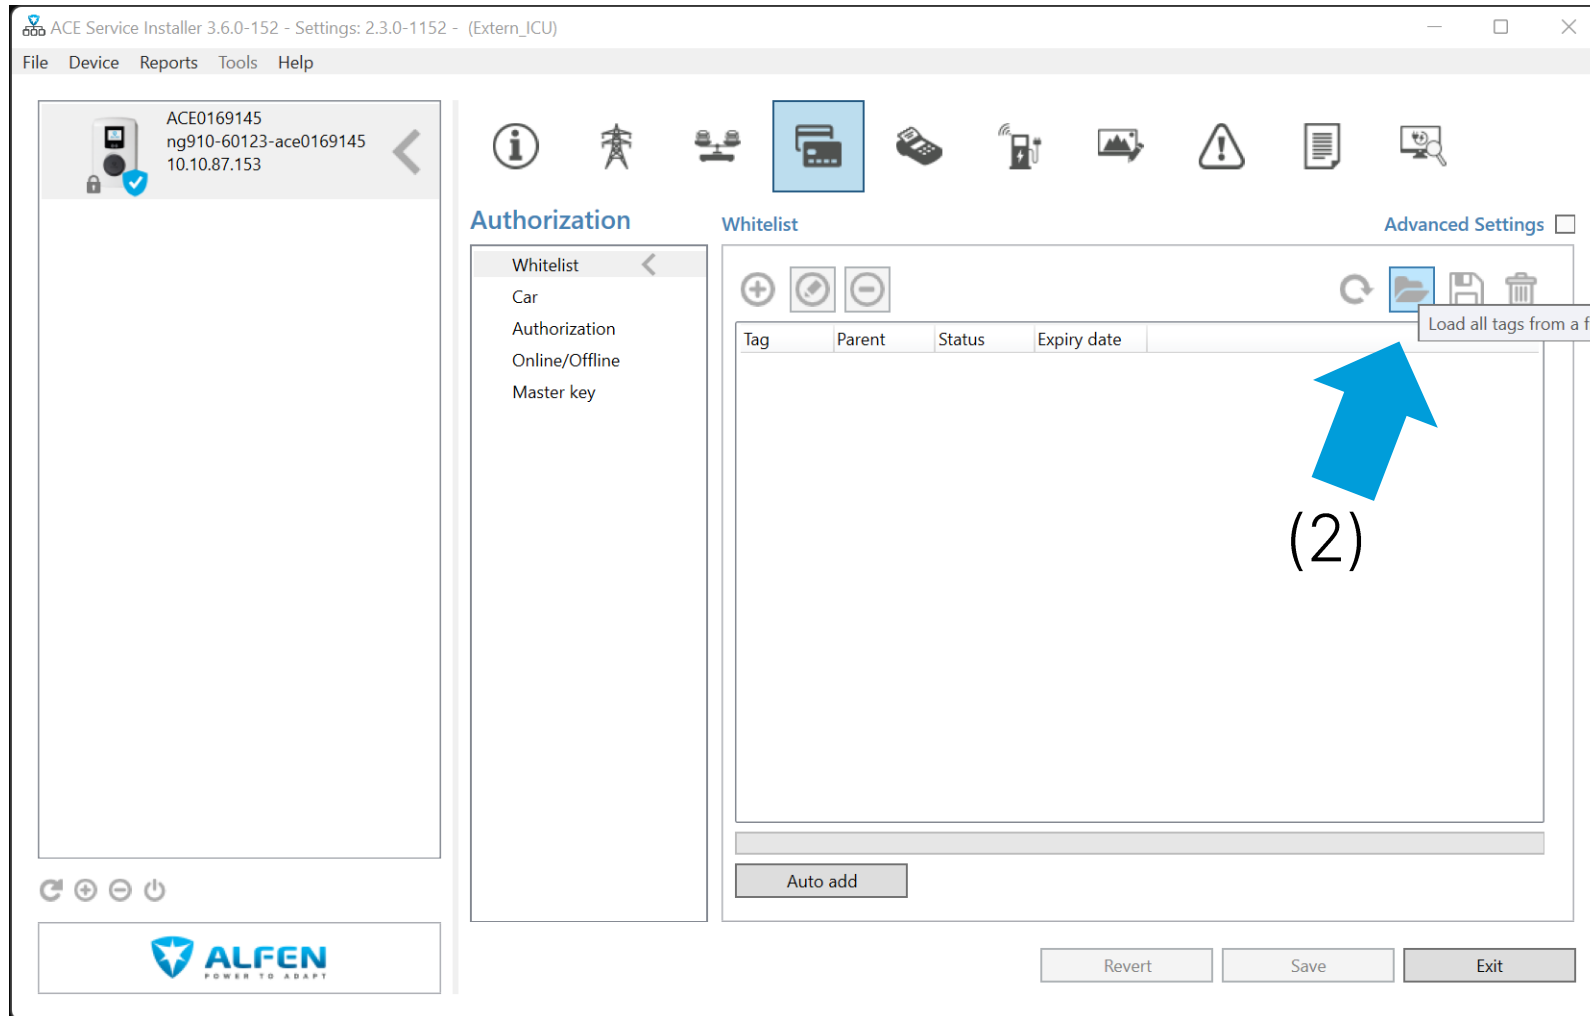 ACE Service Installer 3.6.0-152 - Settings: 2.3.0-1152 - (Extern_ICU)
File Device Reports Tools Help
ACE0169145
ng910-60123-ace0169145
10.10.87.153
Authorization
Whitelist
Advanced Settings
Whitelist
Car
Authorization
Online/Offline
Master key
Load all tags from a f
Tag Parent Status Expiry date
(2)
Auto add
ALFEN
POWER TO ADAPT
Revert Save Exit